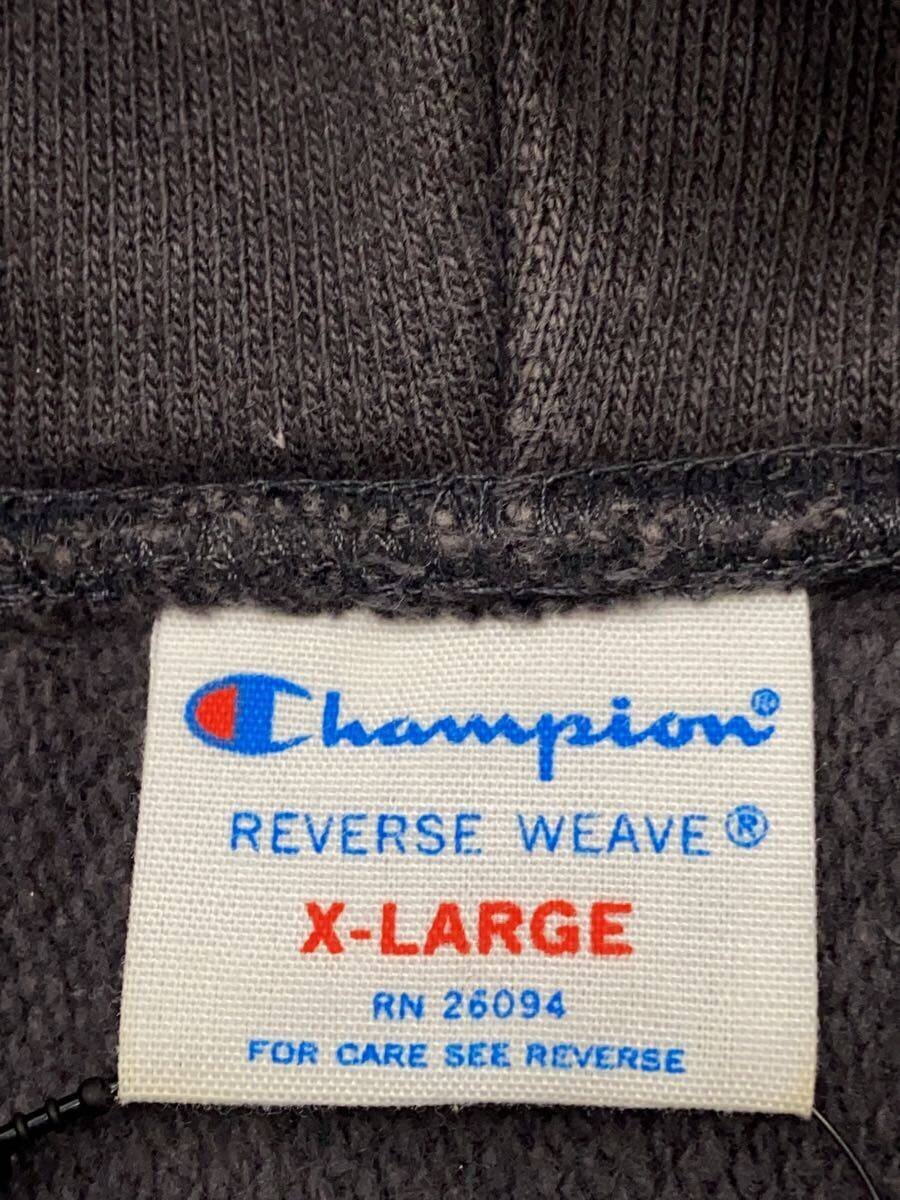 Champion®
REVERSE WEAVE®
X-LARGE
RN 26094
FOR CARE SEE REVERSE